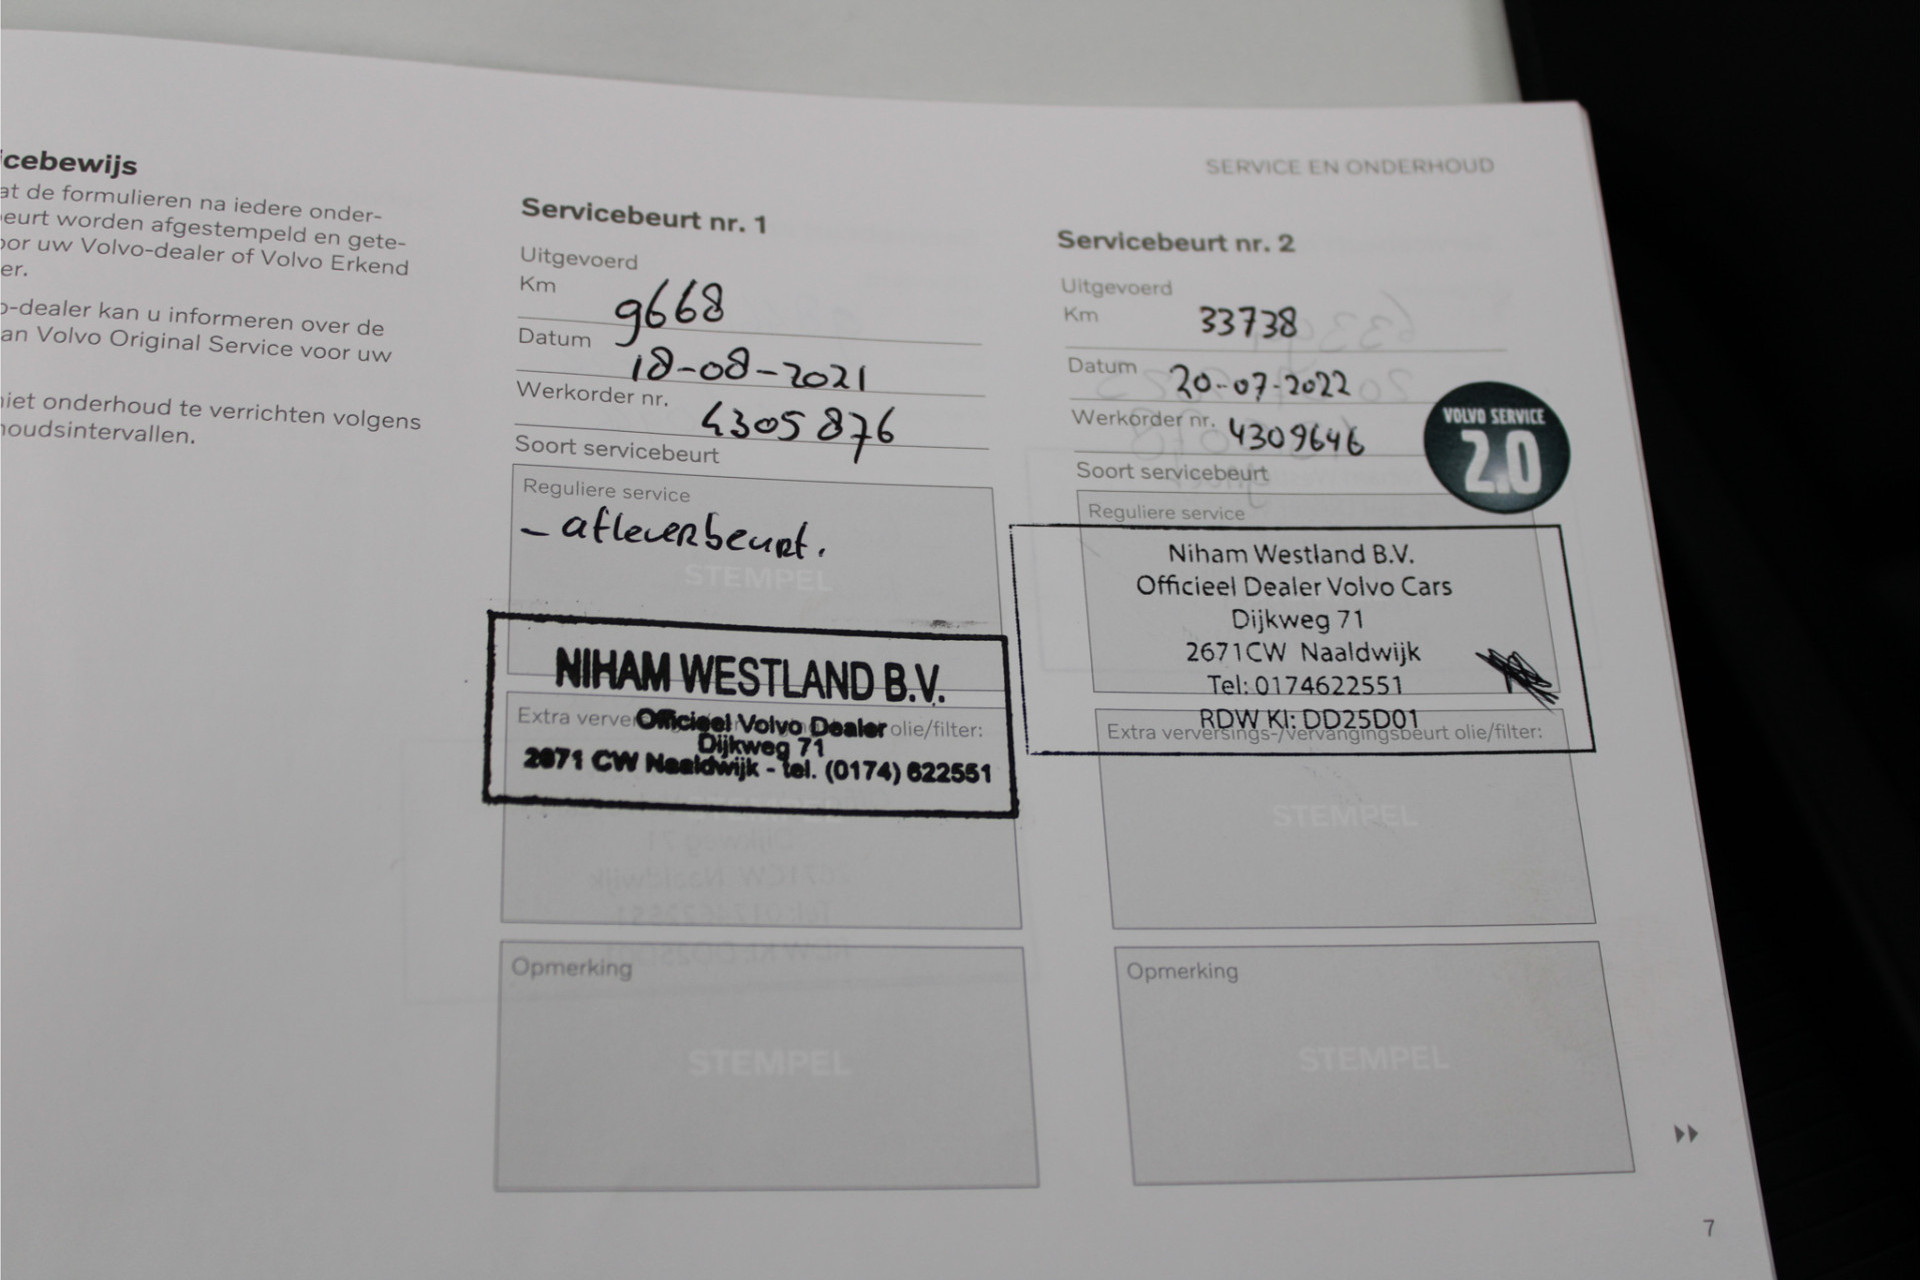 SERVICE EN ONDERHOUD
icebewijs
at de formulieren na iedere onder-
eurt worden afgestempeld en gete-
oor uw Volvo-dealer of Volvo Erkend
er.
o-dealer kan u informeren over de
an Volvo Original Service voor uw
niet onderhoud te verrichten volgens
houdsintervallen.
Servicebeurt nr. 1
Uitgevoerd
Km 9668
Datum 18-08-2021
Werkorder nr. 4305876
Soort servicebeurt
Reguliere service
- afleverbeurt.
STEMPEL
NIHAM WESTLAND B.V.
Extra verve olie/filter:
Officieel Volvo Dealer
Dijkweg 71
2671 CW Naaldwijk - tel. (0174) 622551
Opmerking
STEMPEL
Servicebeurt nr. 2
Uitgevoerd
Km 33738
Datum 20-07-2022
Werkorder nr. 4309646
VOLVO SERVICE
2.0
Soort servicebeurt
Reguliere service
Niham Westland B.V.
Officieel Dealer Volvo Cars
Dijkweg 71
2671CW Naaldwijk
Tel: 0174622551
RDW KI: DD25D01
Extra verversings-/vervangingsbeurt olie/filter:
STEMPEL
Opmerking
STEMPEL
7